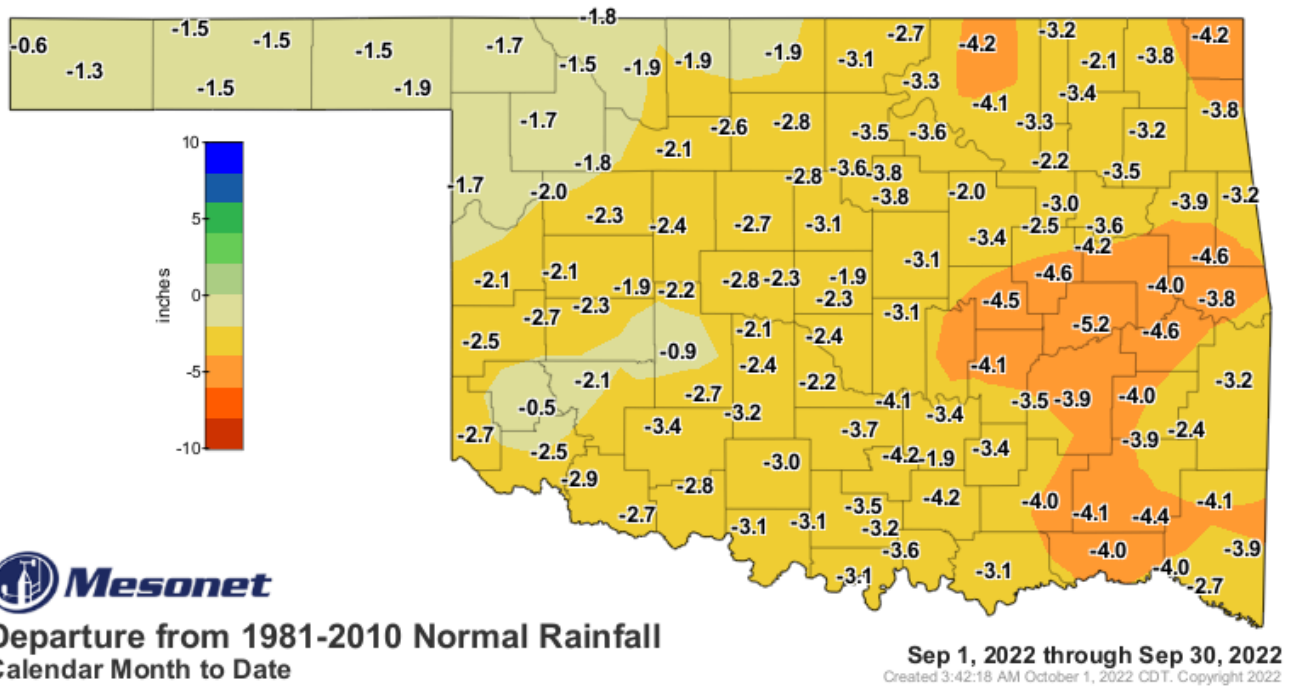 -1.8
-0.6 -1.5 -1.5 -1.5 -1.7 -1.9 -2.7 -4.2 -3.2 -4.2
-1.3 -1.5 -1.9 -1.9 -3.1 -2.1 -3.8
-1.5 -1.9 -3.3 -4.1 -3.4 -3.8
-1.7 -2.6 -2.8 -3.5 -3.6 -3.3 -3.2
-1.8 -2.1 -2.2
-1.7 -2.0 -2.8 -3.6 -3.8 -3.5
-3.8 -2.0 -3.0 -3.9 -3.2
-2.3 -2.4 -2.7 -3.1 -3.4 -2.5 -3.6
-4.2 -4.6
-2.1 -2.1 -1.9 -2.2 -2.8 -2.3 -1.9 -3.1 -4.6 -4.0
-2.7 -2.3 -2.3 -3.1 -4.5 -3.8
-2.5 -2.1 -2.4 -5.2 -4.6
-0.9 -2.4 -4.1
-2.1 -2.7 -2.2 -3.2
-0.5 -3.2 -4.1 -3.4 -3.5 -3.9 -4.0
-2.7 -3.4 -3.7 -3.9 -2.4
-2.5 -3.0 -4.2 -1.9 -3.4
-2.9 -2.8 -3.5 -4.2 -4.0 -4.1
-2.7 -3.1 -3.1 -3.2 -4.1 -4.4
-3.6 -4.0 -3.9
-3.1 -3.1 -4.0 -2.7
10
5
0
-5
-10
inches
Mesonet
Departure from 1981-2010 Normal Rainfall
Calendar Month to Date
Sep 1, 2022 through Sep 30, 2022
Created 3:42:18 AM October 1, 2022 CDT. Copyright 2022